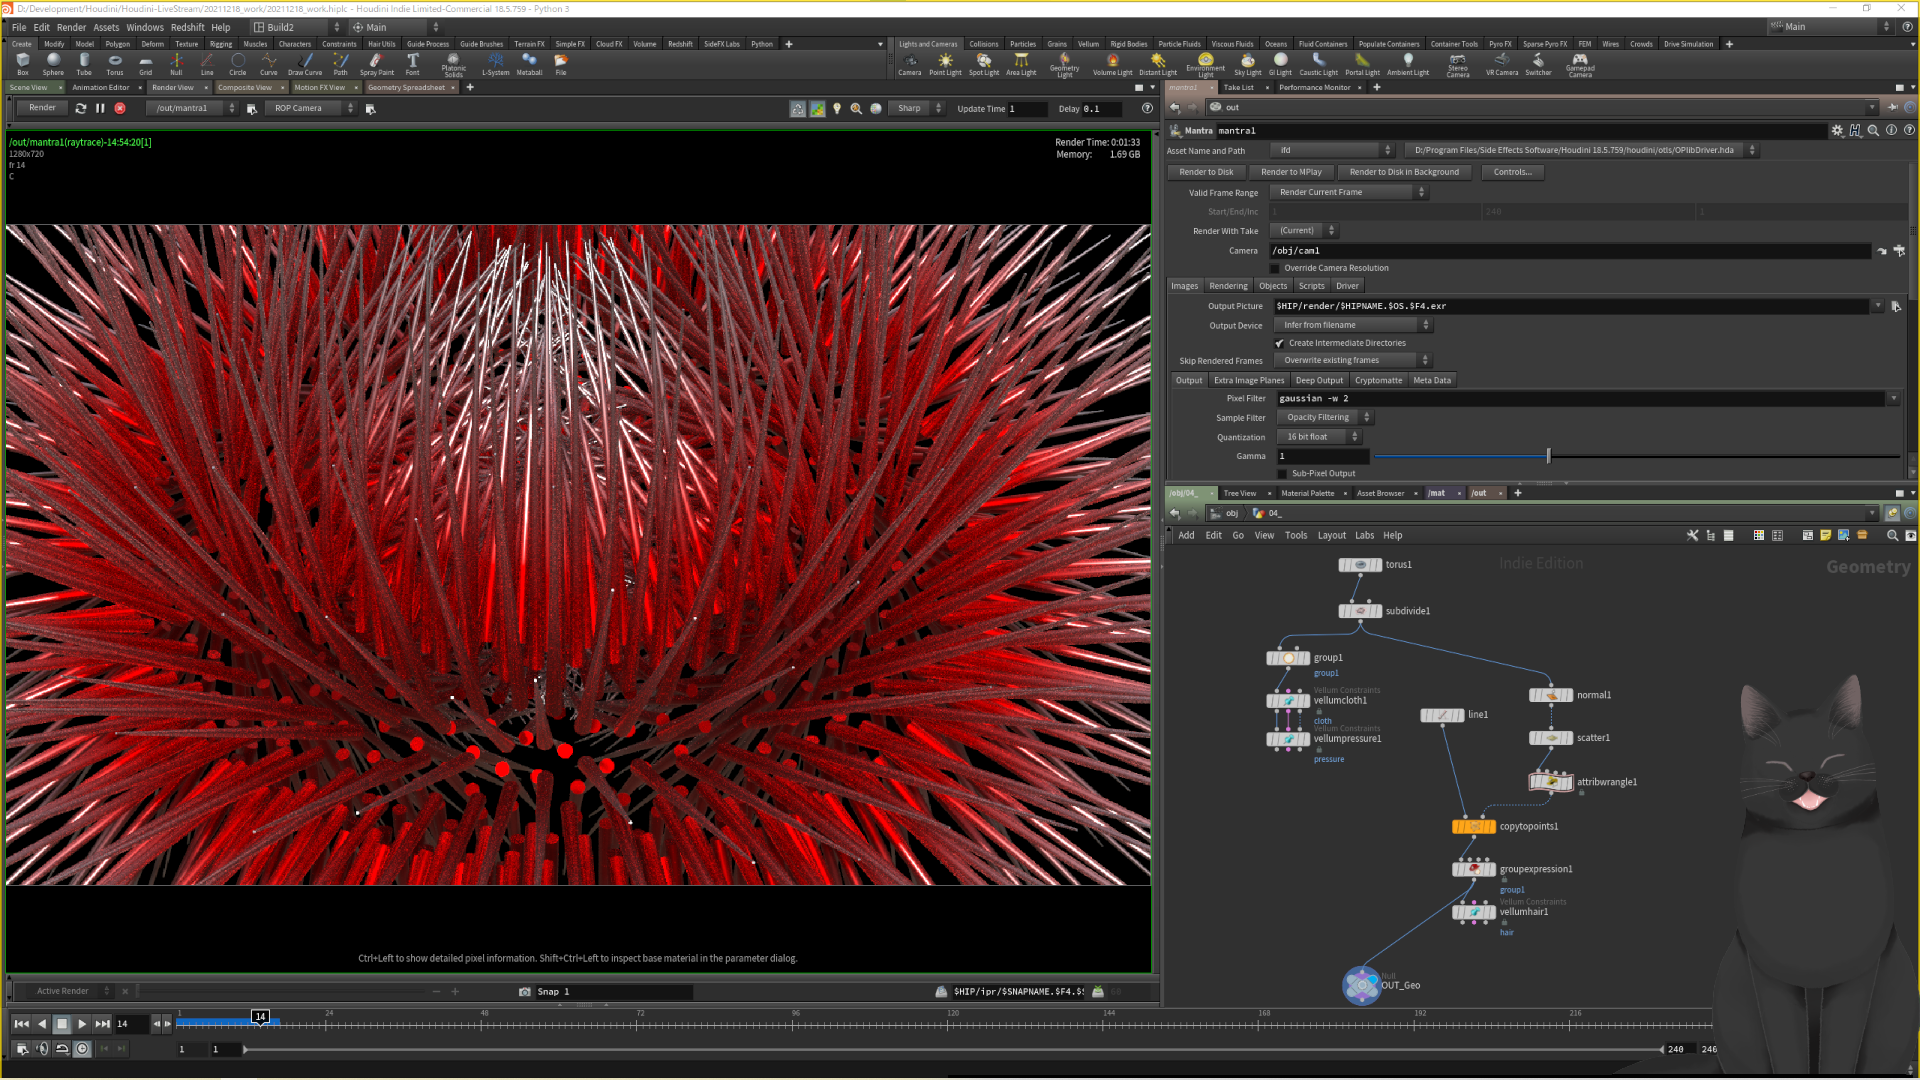 D:/Development/Houdini/Houdini-LiveStream/20211218_work/20211218_work.hiplc - Houdini Indie Limited-Commercial 18.5.759 - Python 3
File Edit Render Assets Windows Redshift Help Build2 Main Main
Create Modify Model Polygon Deform Texture Rigging Muscles Characters Constraints Hair Utils Guide Process Guide Brushes Terrain FX Simple FX Cloud FX Volume Redshift SideFX Labs Python
Lights and Cameras Collisions Particles Grains Vellum Rigid Bodies Particle Fluids Viscous Fluids Oceans Fluid Containers Populate Containers Container Tools Pyro FX Sparse Pyro FX FEM Wires Crowds Drive Simulation
Box Sphere Tube Torus Grid Null Line Circle Curve Draw Curve Path Spray Paint Font Platonic Solids L-System Metaball File
Camera Point Light Spot Light Area Light Geometry Light Volume Light Distant Light Environment Light Sky Light GI Light Caustic Light Portal Light Ambient Light Stereo Camera VR Camera Switcher Gamepad Camera
Scene View Animation Editor Render View Composite View Motion FX View Geometry Spreadsheet
mantra1 Take List Performance Monitor
Render /out/mantra1 ROP Camera Sharp Update Time 1 Delay 0.1
out
/out/mantra1(raytrace)-14:54:20[1]
1280x720
fr 14
C
Render Time: 0:01:33
Memory: 1.69 GB
Mantra mantra1
Asset Name and Path ifd D:/Program Files/Side Effects Software/Houdini 18.5.759/houdini/otls/OPlibDriver.hda
Render to Disk Render to MPlay Render to Disk in Background Controls...
Valid Frame Range Render Current Frame
Start/End/Inc 1 240 1
Render With Take (Current)
Camera /obj/cam1
Override Camera Resolution
Images Rendering Objects Scripts Driver
Output Picture $HIP/render/$HIPNAME.$OS.$F4.exr
Output Device Infer from filename
Create Intermediate Directories
Skip Rendered Frames Overwrite existing frames
Output Extra Image Planes Deep Output Cryptomatte Meta Data
Pixel Filter gaussian -w 2
Sample Filter Opacity Filtering
Quantization 16 bit float
Gamma 1
Sub-Pixel Output
/obj/04_ Tree View Material Palette Asset Browser /mat /out
obj 04_
Add Edit Go View Tools Layout Labs Help
Indie Edition
Geometry
torus1
subdivide1
group1
group1
normal1
Vellum Constraints
vellumcloth1
cloth
line1
Vellum Constraints
vellumpressure1
pressure
scatter1
attribwrangle1
copytopoints1
groupexpression1
group1
Vellum Constraints
vellumhair1
hair
Null
OUT_Geo
Ctrl+Left to show detailed pixel information. Shift+Ctrl+Left to inspect base material in the parameter dialog.
Active Render Snap 1 $HIP/ipr/$SNAPNAME.$F4.$
14 1 14 24 48 72 96 120 144 168 192 216
1 1 240 246